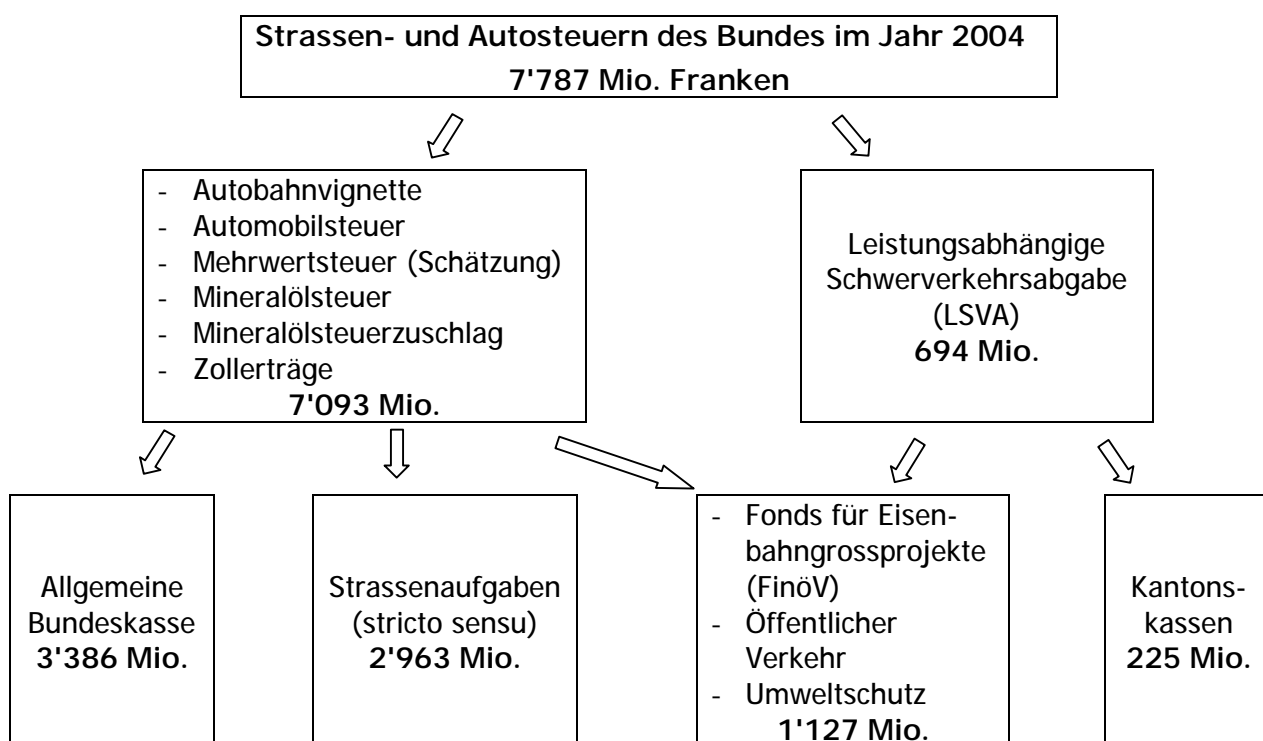 Strassen- und Autosteuern des Bundes im Jahr 2004
7'787 Mio. Franken
- Autobahnvignette
- Automobilsteuer
- Mehrwertsteuer (Schätzung)
- Mineralölsteuer
- Mineralölsteuerzuschlag
- Zollerträge
7'093 Mio.
Leistungsabhängige
Schwerverkehrsabgabe
(LSVA)
694 Mio.
Allgemeine
Bundeskasse
3'386 Mio.
Strassenaufgaben
(stricto sensu)
2'963 Mio.
- Fonds für Eisen-
bahngrossprojekte
(FinöV)
- Öffentlicher
Verkehr
- Umweltschutz
1'127 Mio.
Kantons-
kassen
225 Mio.